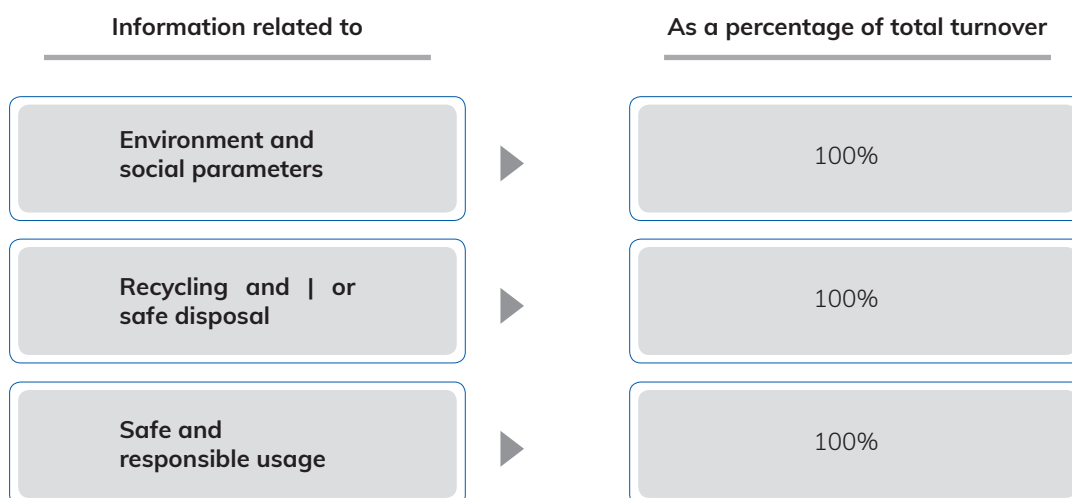 Information related to
As a percentage of total turnover
Environment and
social parameters
100%
Recycling and | or
safe disposal
100%
Safe and
responsible usage
100%